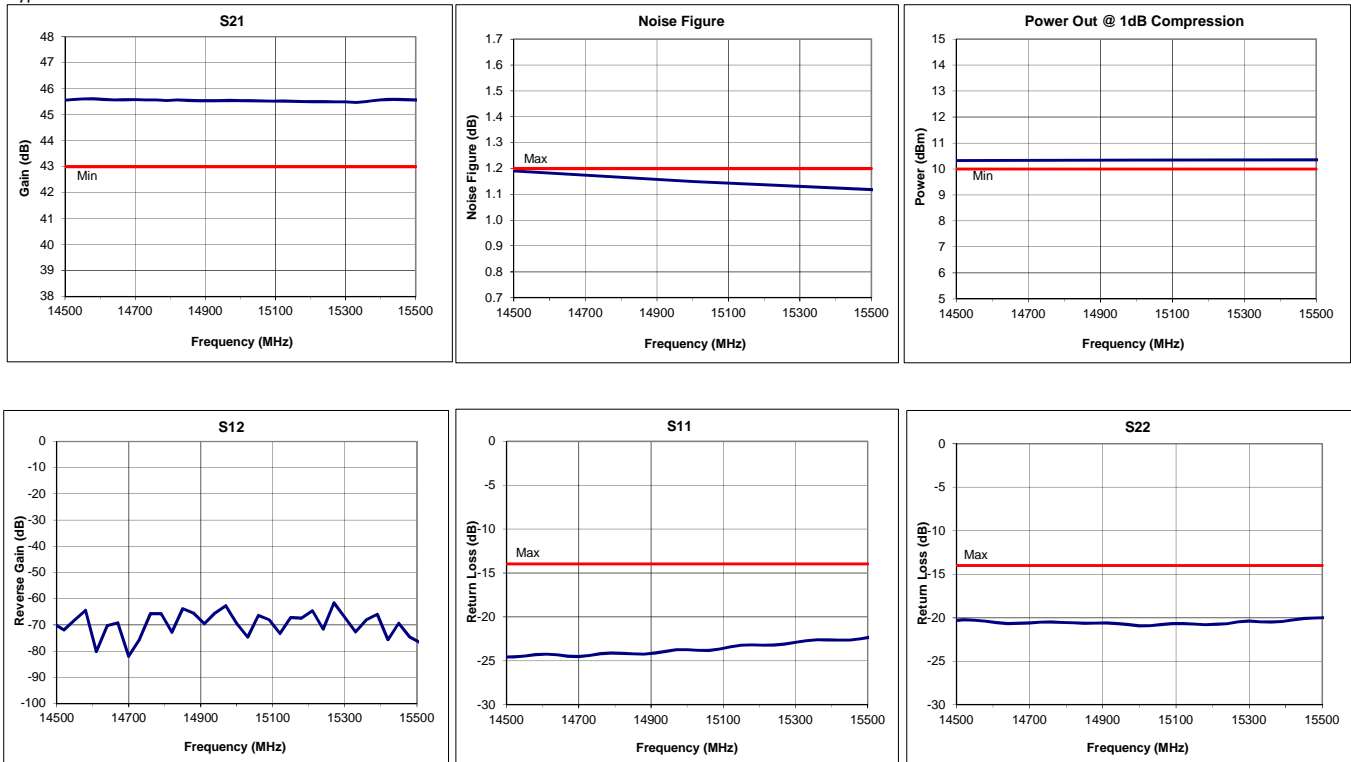 S21
48
47
46
45
44
43
42
41
40
39
38
Gain (dB)
Min
14500 14700 14900 15100 15300 15500
Frequency (MHz)
Noise Figure
1.7
1.6
1.5
1.4
1.3
1.2
1.1
1.0
0.9
0.8
0.7
Noise Figure (dB)
Max
14500 14700 14900 15100 15300 15500
Frequency (MHz)
Power Out @ 1dB Compression
15
14
13
12
11
10
9
8
7
6
5
Power (dBm)
Min
14500 14700 14900 15100 15300 15500
Frequency (MHz)
S12
0
-10
-20
-30
-40
-50
-60
-70
-80
-90
-100
Reverse Gain (dB)
14500 14700 14900 15100 15300 15500
Frequency (MHz)
S11
0
-5
-10
-15
-20
-25
-30
Return Loss (dB)
Max
14500 14700 14900 15100 15300 15500
Frequency (MHz)
S22
0
-5
-10
-15
-20
-25
-30
Return Loss (dB)
Max
14500 14700 14900 15100 15300 15500
Frequency (MHz)